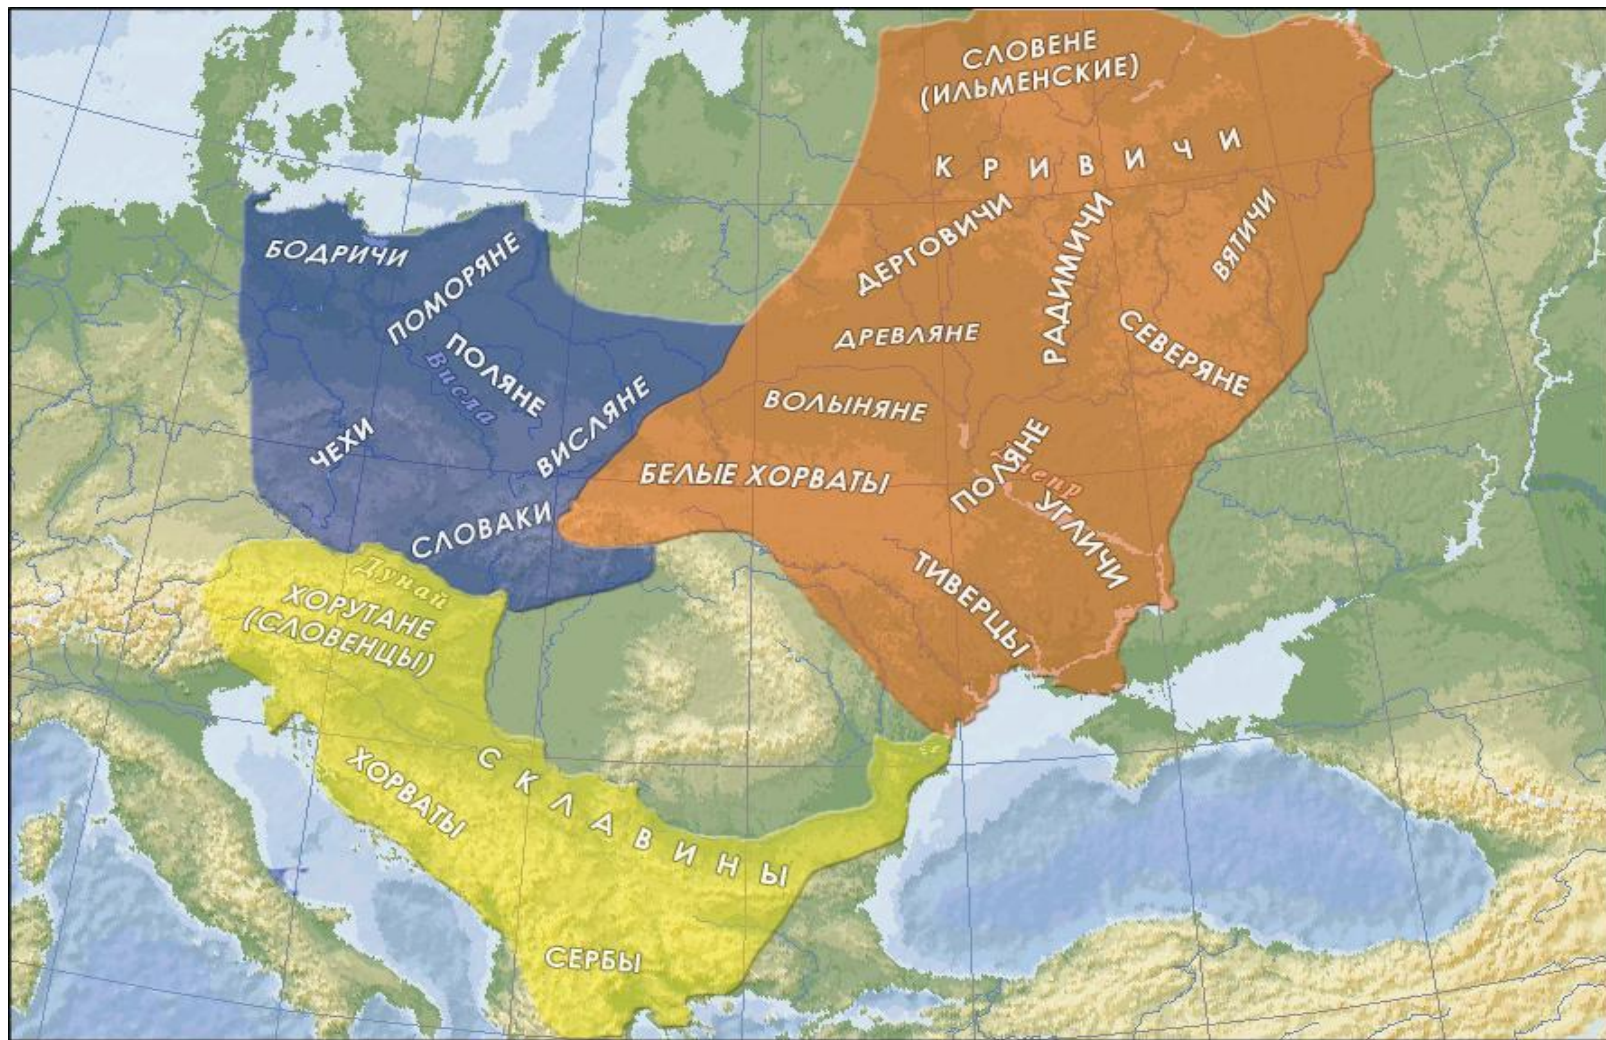 СЛОВЕНЕ
(ИЛЬМЕНСКИЕ)
КРИВИЧИ
ДЕРГОВИЧИ
РАДИМИЧИ
ВЯТИЧИ
БОДРИЧИ
ПОМОРЯНЕ
ПОЛЯНЕ
Висла
ВИСЛЯНЕ
ЧЕХИ
СЛОВАКИ
ДРЕВЛЯНЕ
СЕВЕРЯНЕ
ВОЛЫНЯНЕ
БЕЛЫЕ ХОРВАТЫ
ПОЛЯНЕ
Днепр
УГЛИЧИ
ТИВЕРЦЫ
Дунай
ХОРУТАНЕ
(СЛОВЕНЦЫ)
СКЛАВИНЫ
ХОРВАТЫ
СЕРБЫ